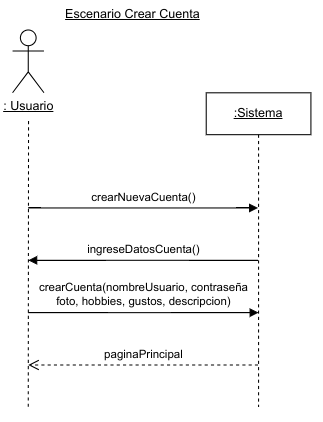 Escenario Crear Cuenta
: Usuario
:Sistema
crearNuevaCuenta()
ingreseDatosCuenta()
crearCuenta(nombreUsuario, contraseña
foto, hobbies, gustos, descripcion)
paginaPrincipal